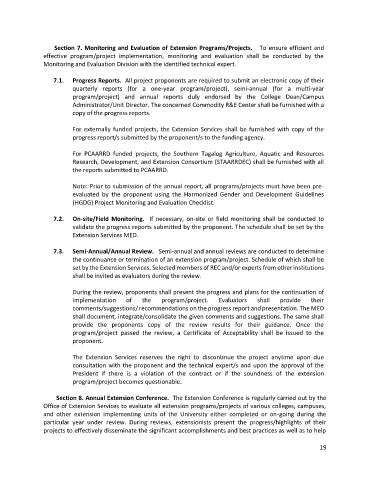 Section 7. Monitoring and Evaluation of Extension Programs/Projects. To ensure efficient and
effective program/project implementation, monitoring and evaluation shall be conducted by the
Monitoring and Evaluation Division with the identified technical expert.
7.1. Progress Reports. All project proponents are required to submit an electronic copy of their
quarterly reports (for a one-year program/project), semi-annual (for a multi-year
program/project) and annual reports duly endorsed by the College Dean/Campus
Administrator/Unit Director. The concerned Commodity R&E Center shall be furnished with a
copy of the progress reports.
For externally funded projects, the Extension Services shall be furnished with copy of the
progress report/s submitted by the proponent/s to the funding agency.
For PCAARRD funded projects, the Southern Tagalog Agriculture, Aquatic and Resources
Research, Development, and Extension Consortium (STAARRDEC) shall be furnished with all
the reports submitted to PCAARRD.
Note: Prior to submission of the annual report, all programs/projects must have been pre-
evaluated by the proponent using the Harmonized Gender and Development Guidelines
(HGDG) Project Monitoring and Evaluation Checklist.
7.2. On-site/Field Monitoring. If necessary, on-site or field monitoring shall be conducted to
validate the progress reports submitted by the proponent. The schedule shall be set by the
Extension Services MED.
7.3. Semi-Annual/Annual Review. Semi-annual and annual reviews are conducted to determine
the continuance or termination of an extension program/project. Schedule of which shall be
set by the Extension Services. Selected members of REC and/or experts from other institutions
shall be invited as evaluators during the review.
During the review, proponents shall present the progress and plans for the continuation of
implementation of the program/project. Evaluators shall provide their
comments/suggestions/ recommendations on the progress report and presentation. The MED
shall document, integrate/consolidate the given comments and suggestions. The same shall
provide the proponents copy of the review results for their guidance. Once the
program/project passed the review, a Certificate of Acceptability shall be issued to the
proponent.
The Extension Services reserves the right to discontinue the project anytime upon due
consultation with the proponent and the technical expert/s and upon the approval of the
President if there is a violation of the contract or if the soundness of the extension
program/project becomes questionable.
Section 8. Annual Extension Conference. The Extension Conference is regularly carried out by the
Office of Extension Services to evaluate all extension programs/projects of various colleges, campuses,
and other extension implementing units of the University either completed or on-going during the
particular year under review. During reviews, extensionists present the progress/highlights of their
projects to effectively disseminate the significant accomplishments and best practices as well as to help
19